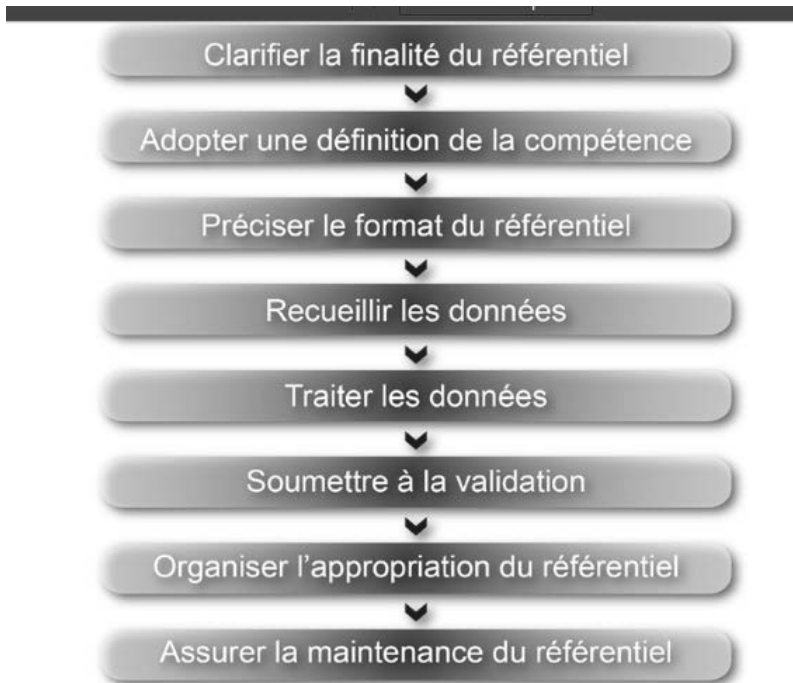 Clarifier la finalité du référentiel
Adopter une définition de la compétence
Préciser le format du référentiel
Recueillir les données
Traiter les données
Soumettre à la validation
Organiser l'appropriation du référentiel
Assurer la maintenance du référentiel